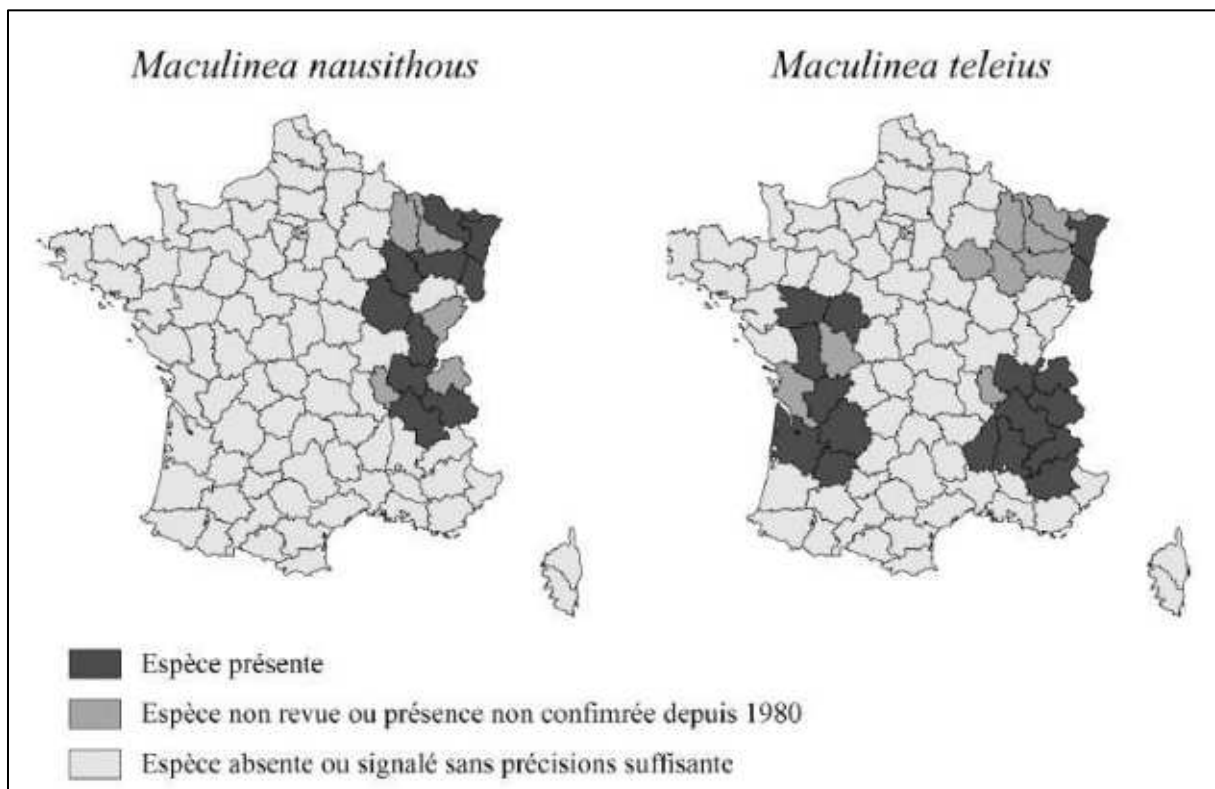 Maculinea nausithous
Maculinea teleius
Espèce présente
Espèce non revue ou présence non confimrée depuis 1980
Espèce absente ou signalé sans précisions suffisante